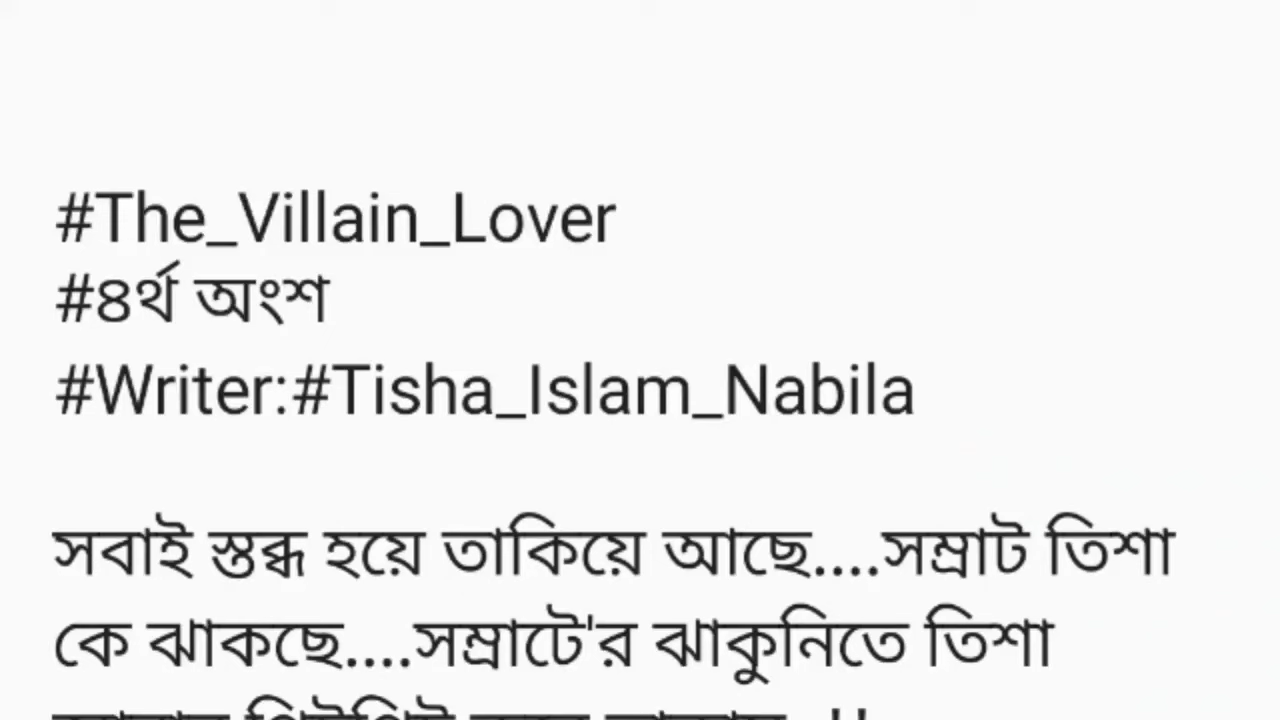 #The_Villain_Lover
#৪র্থ অংশ
#Writer:#Tisha_Islam_Nabila
সবাই স্তব্ধ হয়ে তাকিয়ে আছে....সম্রাট তিশা
কে ঝাকছে....সম্রাটে'র ঝাকুনিতে তিশা